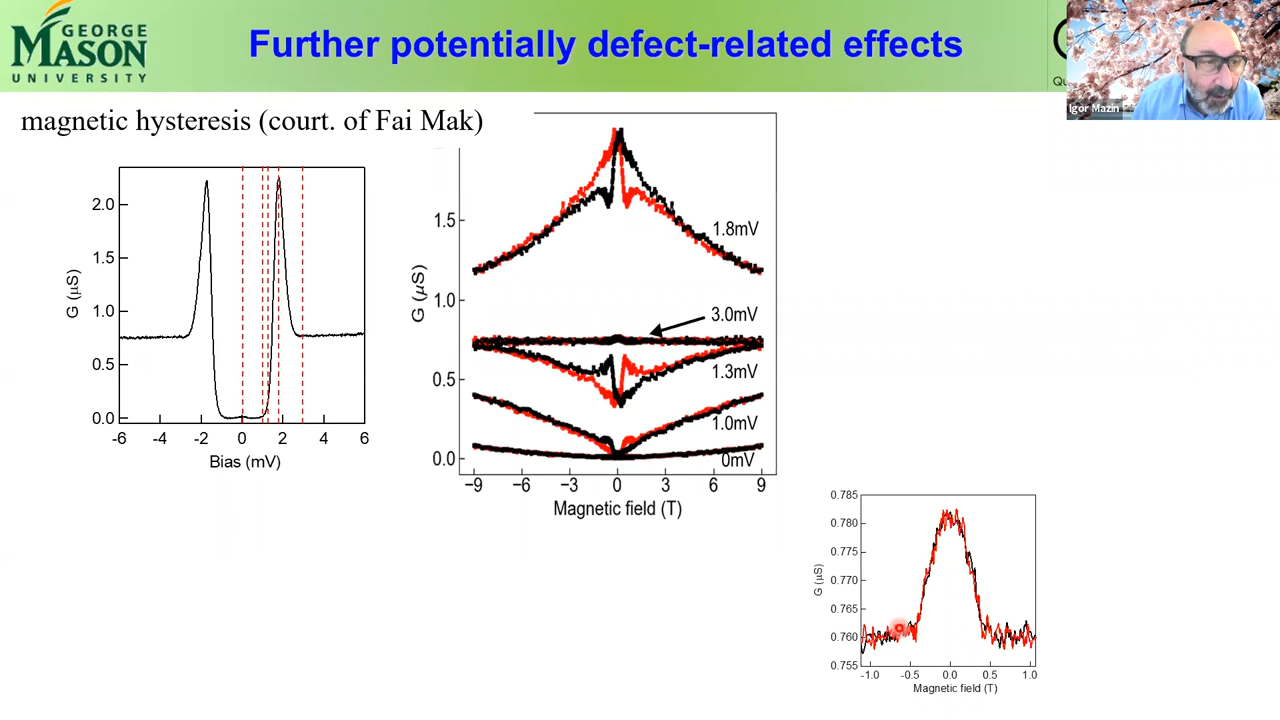 GEORGE
MASON
UNIVERSITY
Further potentially defect-related effects
Igor Mazin
magnetic hysteresis (court. of Fai Mak)
G (μS)
2.0
1.5
1.0
0.5
0.0
-6 -4 -2 0 2 4 6
Bias (mV)
G (μS)
1.5
1.0
0.5
0.0
1.8mV
3.0mV
1.3mV
1.0mV
0mV
−9 −6 −3 0 3 6 9
Magnetic field (T)
G (μS)
0.785
0.780
0.775
0.770
0.765
0.760
0.755
-1.0 -0.5 0.0 0.5 1.0
Magnetic field (T)